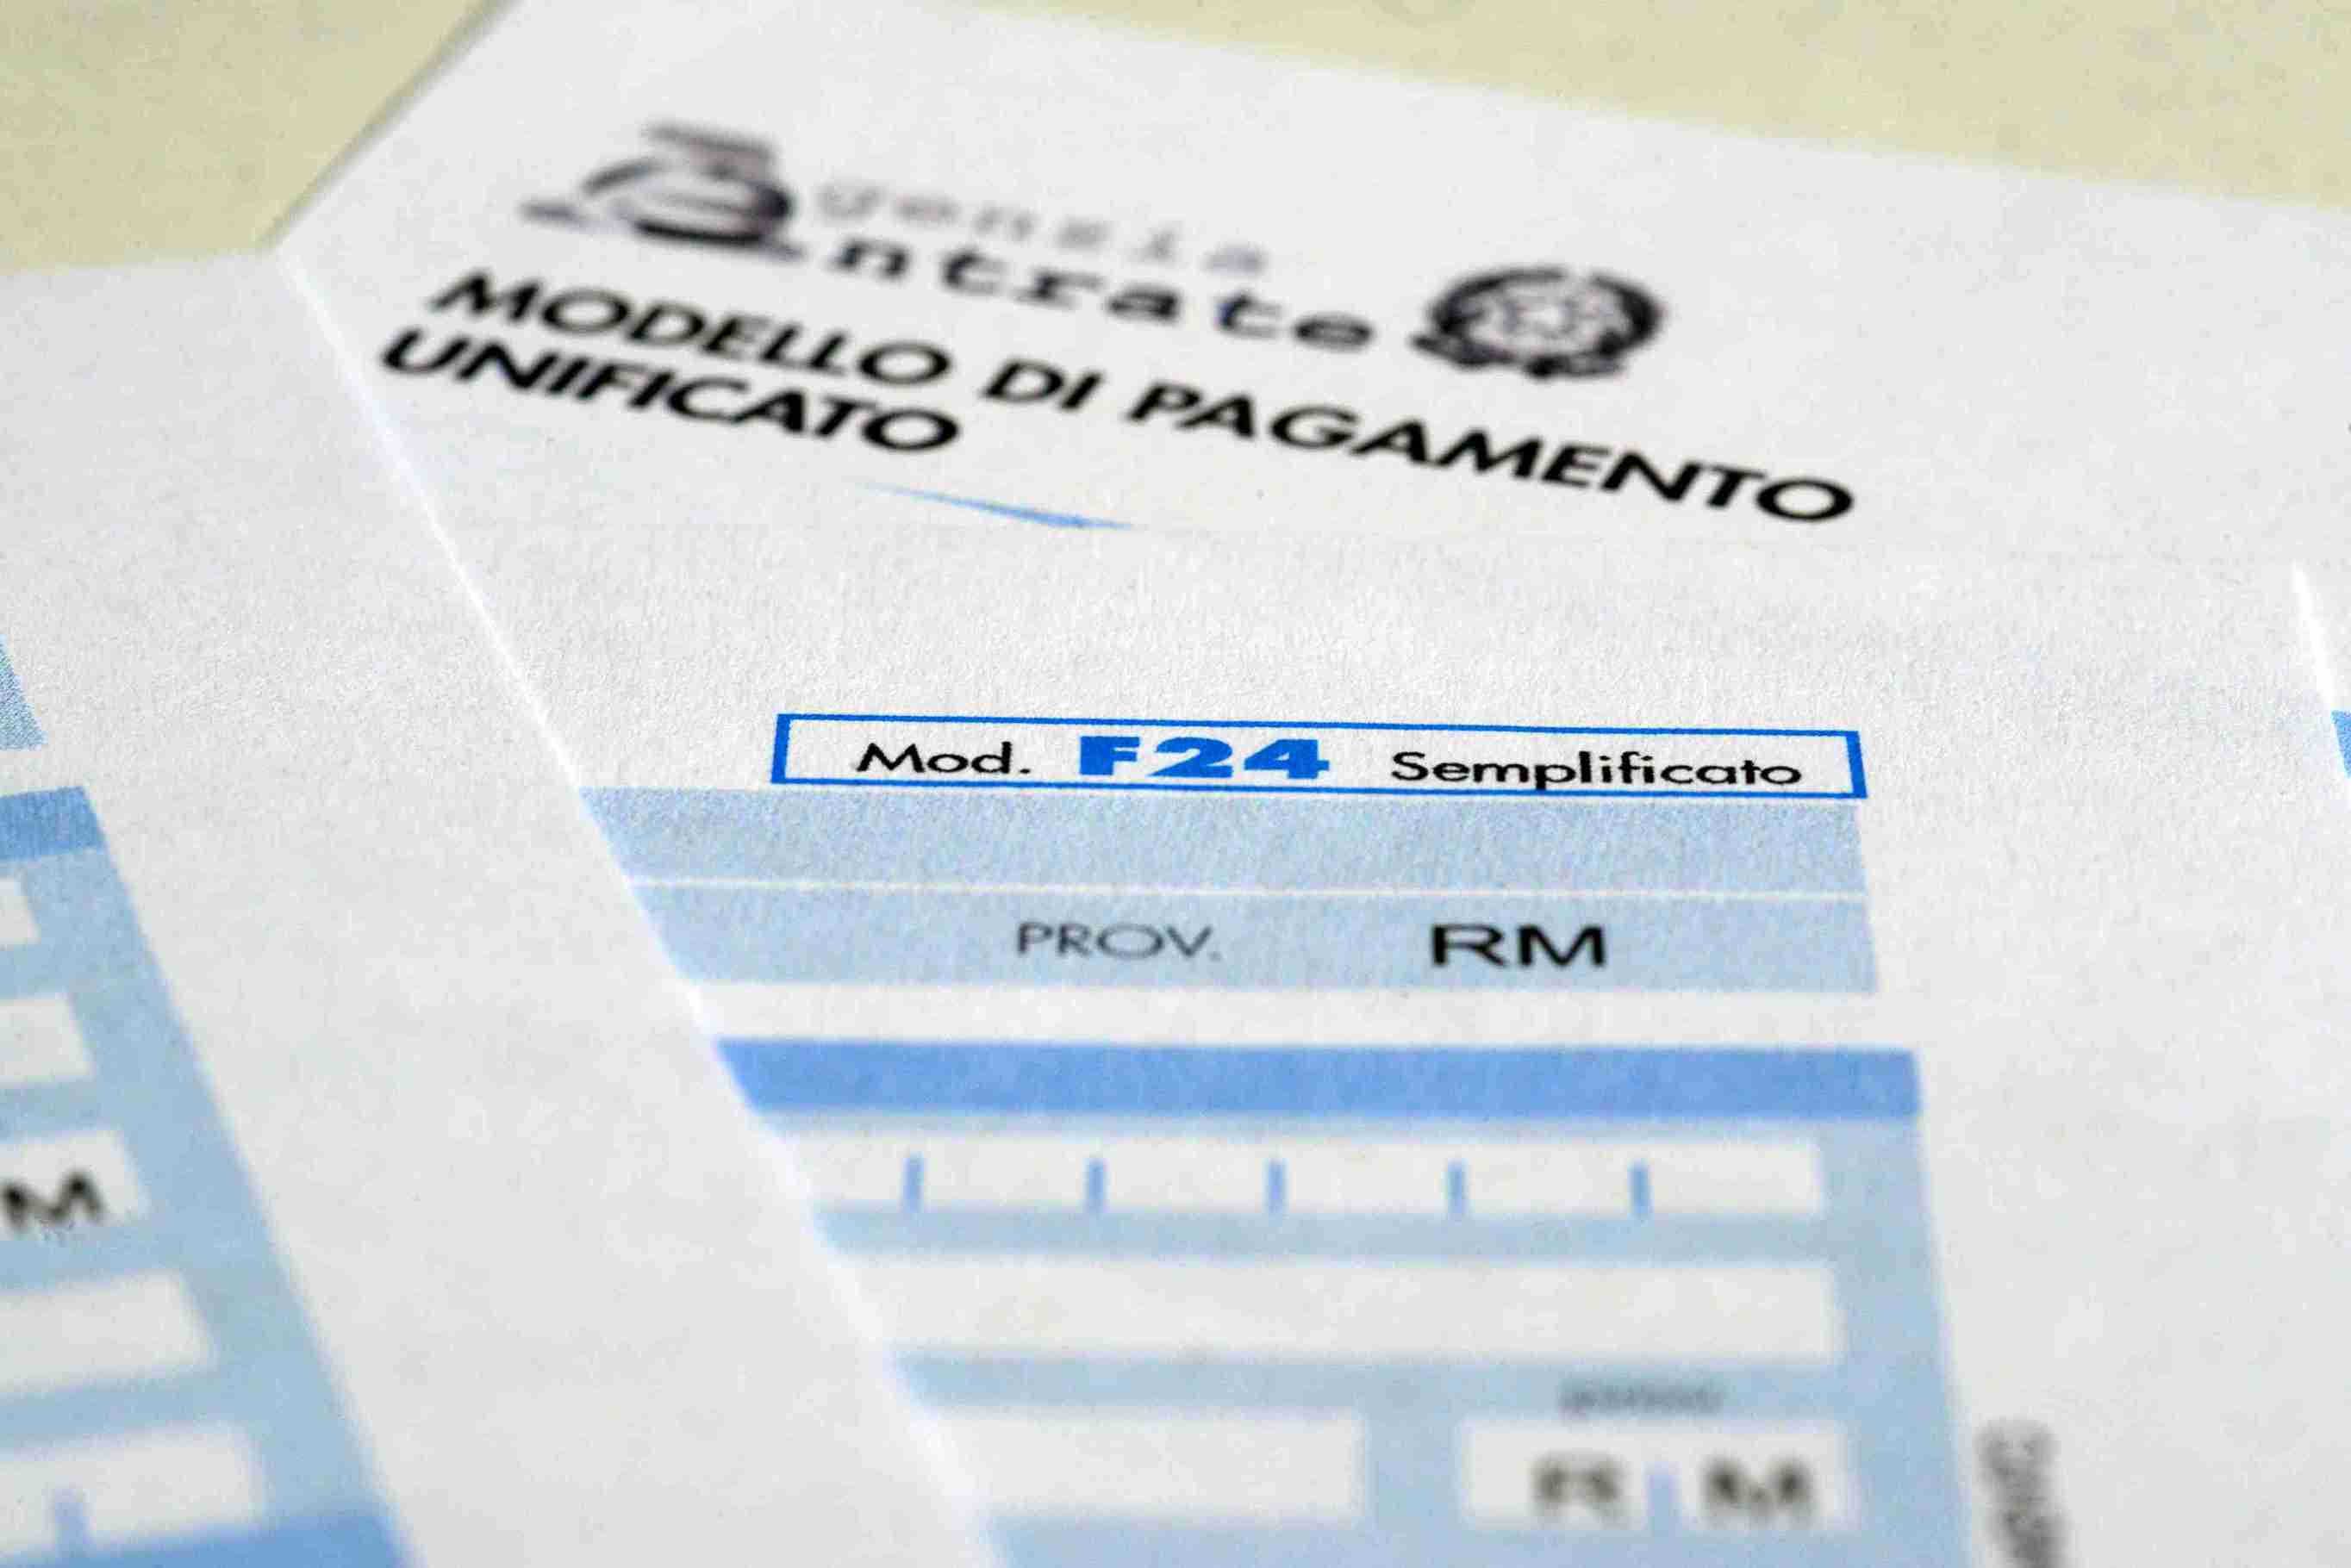 Agenzia
Entrate
MODELLO DI PAGAMENTO
UNIFICATO
Mod. F24 Semplificato
PROV. RM
M
R M